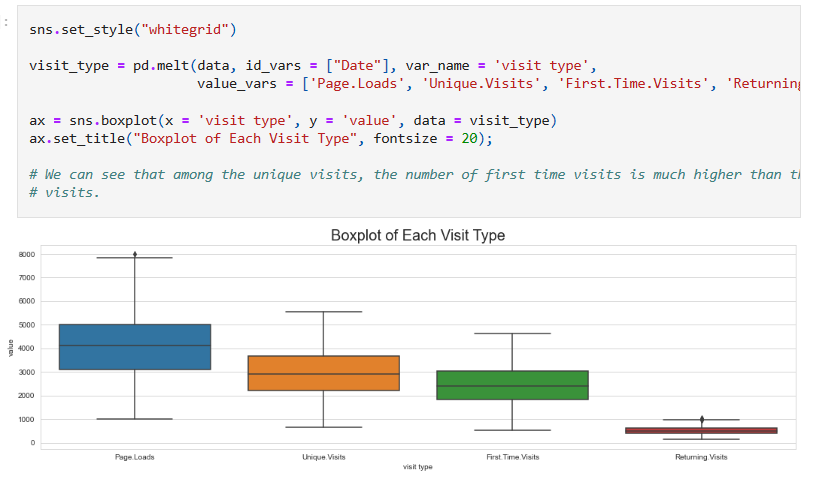 :
sns.set_style("whitegrid")
visit_type = pd.melt(data, id_vars = ["Date"], var_name = 'visit type',
value_vars = ['Page.Loads', 'Unique.Visits', 'First.Time.Visits', 'Returning
ax = sns.boxplot(x = 'visit type', y = 'value', data = visit_type)
ax.set_title("Boxplot of Each Visit Type", fontsize = 20);
# We can see that among the unique visits, the number of first time visits is much higher than
# visits.
Boxplot of Each Visit Type
8000
7000
6000
5000
4000
3000
2000
1000
0
value
Page.Loads
Unique.Visits
First.Time.Visits
Returning.Visits
visit type